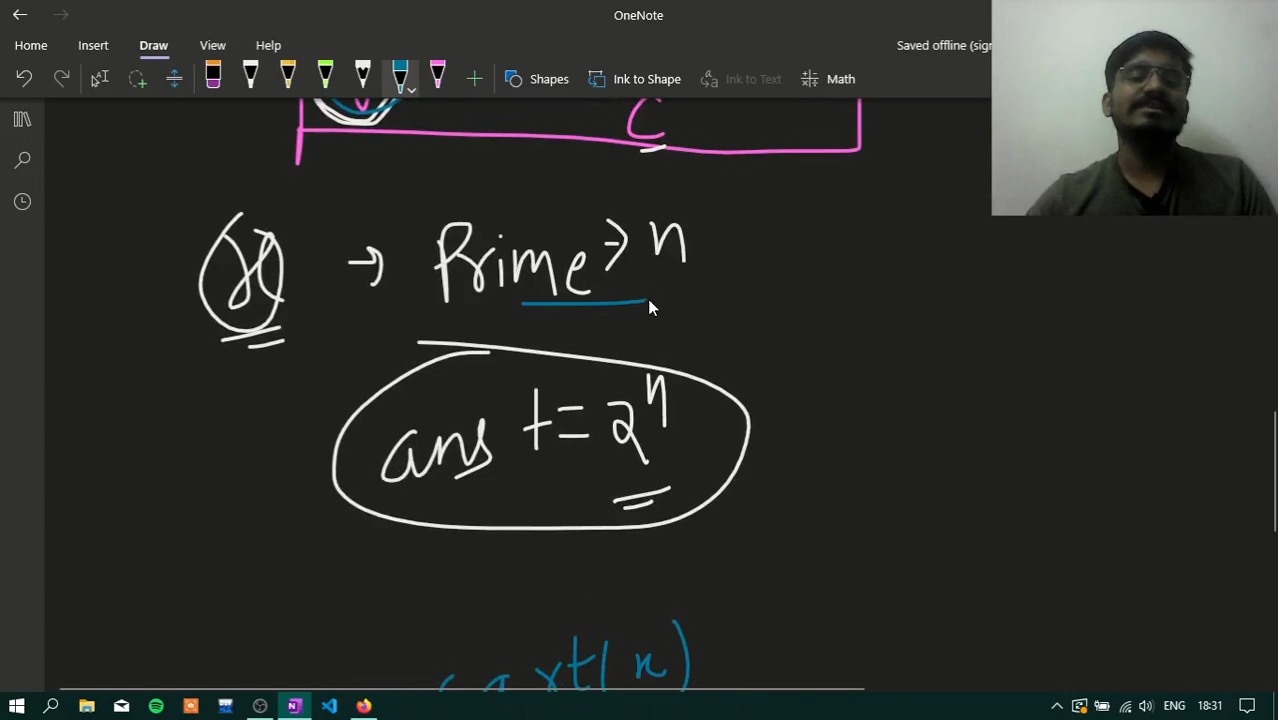 OneNote
Home Insert Draw View Help
Saved offline (sign
Shapes Ink to Shape Ink to Text Math
C
x → Prime → n
ans += 2^n
sqrt(x)
ENG 18:31